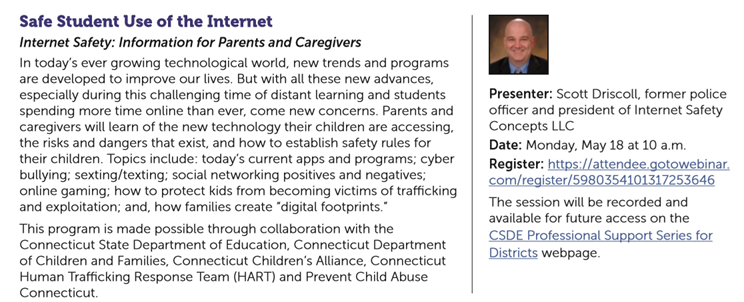 Safe Student Use of the Internet
Internet Safety: Information for Parents and Caregivers
In today's ever growing technological world, new trends and programs
are developed to improve our lives. But with all these new advances,
especially during this challenging time of distant learning and students
spending more time online than ever, come new concerns. Parents and
caregivers will learn of the new technology their children are accessing,
the risks and dangers that exist, and how to establish safety rules for
their children. Topics include: today's current apps and programs; cyber
bullying; sexting/texting; social networking positives and negatives;
online gaming; how to protect kids from becoming victims of trafficking
and exploitation; and, how families create "digital footprints."
This program is made possible through collaboration with the
Connecticut State Department of Education, Connecticut Department
of Children and Families, Connecticut Children's Alliance, Connecticut
Human Trafficking Response Team (HART) and Prevent Child Abuse
Connecticut.
Presenter: Scott Driscoll, former police
officer and president of Internet Safety
Concepts LLC
Date: Monday, May 18 at 10 a.m.
Register: https://attendee.gotowebinar.
com/register/5980354101317253646
The session will be recorded and
available for future access on the
CSDE Professional Support Series for
Districts webpage.